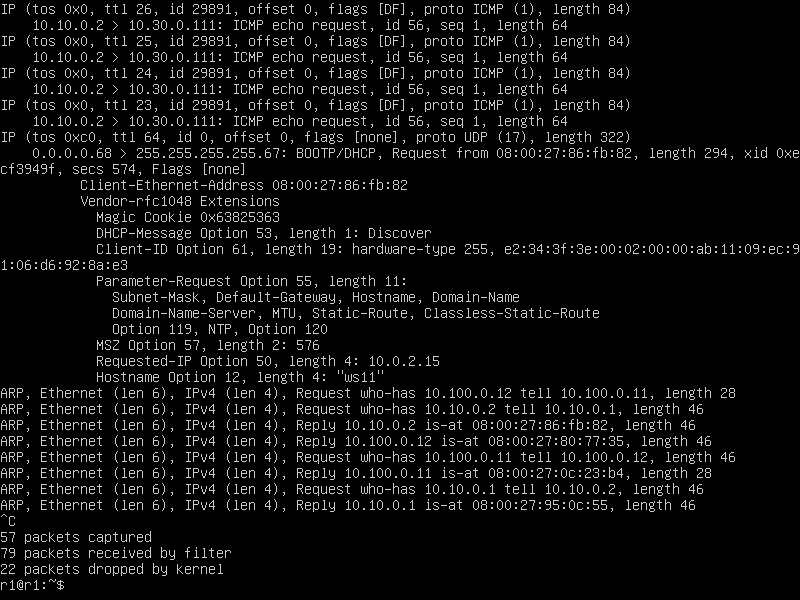 IP (tos 0x0, ttl 26, id 29891, offset 0, flags [DF], proto ICMP (1), length 84)
    10.10.0.2 > 10.30.0.111: ICMP echo request, id 56, seq 1, length 64
IP (tos 0x0, ttl 25, id 29891, offset 0, flags [DF], proto ICMP (1), length 84)
    10.10.0.2 > 10.30.0.111: ICMP echo request, id 56, seq 1, length 64
IP (tos 0x0, ttl 24, id 29891, offset 0, flags [DF], proto ICMP (1), length 84)
    10.10.0.2 > 10.30.0.111: ICMP echo request, id 56, seq 1, length 64
IP (tos 0x0, ttl 23, id 29891, offset 0, flags [DF], proto ICMP (1), length 84)
    10.10.0.2 > 10.30.0.111: ICMP echo request, id 56, seq 1, length 64
IP (tos 0xc0, ttl 64, id 0, offset 0, flags [none], proto UDP (17), length 322)
    0.0.0.0.68 > 255.255.255.255.67: BOOTP/DHCP, Request from 08:00:27:86:fb:82, length 294, xid 0xe
cf3949f, secs 574, Flags [none]
          Client-Ethernet-Address 08:00:27:86:fb:82
          Vendor-rfc1048 Extensions
            Magic Cookie 0x63825363
            DHCP-Message Option 53, length 1: Discover
            Client-ID Option 61, length 19: hardware-type 255, e2:34:3f:3e:00:02:00:00:ab:11:09:ec:9
1:06:d6:92:8a:e3
            Parameter-Request Option 55, length 11:
              Subnet-Mask, Default-Gateway, Hostname, Domain-Name
              Domain-Name-Server, MTU, Static-Route, Classless-Static-Route
              Option 119, NTP, Option 120
            MSZ Option 57, length 2: 576
            Requested-IP Option 50, length 4: 10.0.2.15
            Hostname Option 12, length 4: "ws11"
ARP, Ethernet (len 6), IPv4 (len 4), Request who-has 10.100.0.12 tell 10.100.0.11, length 28
ARP, Ethernet (len 6), IPv4 (len 4), Request who-has 10.10.0.2 tell 10.10.0.1, length 46
ARP, Ethernet (len 6), IPv4 (len 4), Reply 10.10.0.2 is-at 08:00:27:86:fb:82, length 46
ARP, Ethernet (len 6), IPv4 (len 4), Reply 10.100.0.12 is-at 08:00:27:80:77:35, length 46
ARP, Ethernet (len 6), IPv4 (len 4), Request who-has 10.100.0.11 tell 10.100.0.12, length 46
ARP, Ethernet (len 6), IPv4 (len 4), Reply 10.100.0.11 is-at 08:00:27:0c:23:b4, length 28
ARP, Ethernet (len 6), IPv4 (len 4), Request who-has 10.10.0.1 tell 10.10.0.2, length 46
ARP, Ethernet (len 6), IPv4 (len 4), Reply 10.10.0.1 is-at 08:00:27:95:0c:55, length 46
^C
57 packets captured
79 packets received by filter
22 packets dropped by kernel
r1@r1:~$